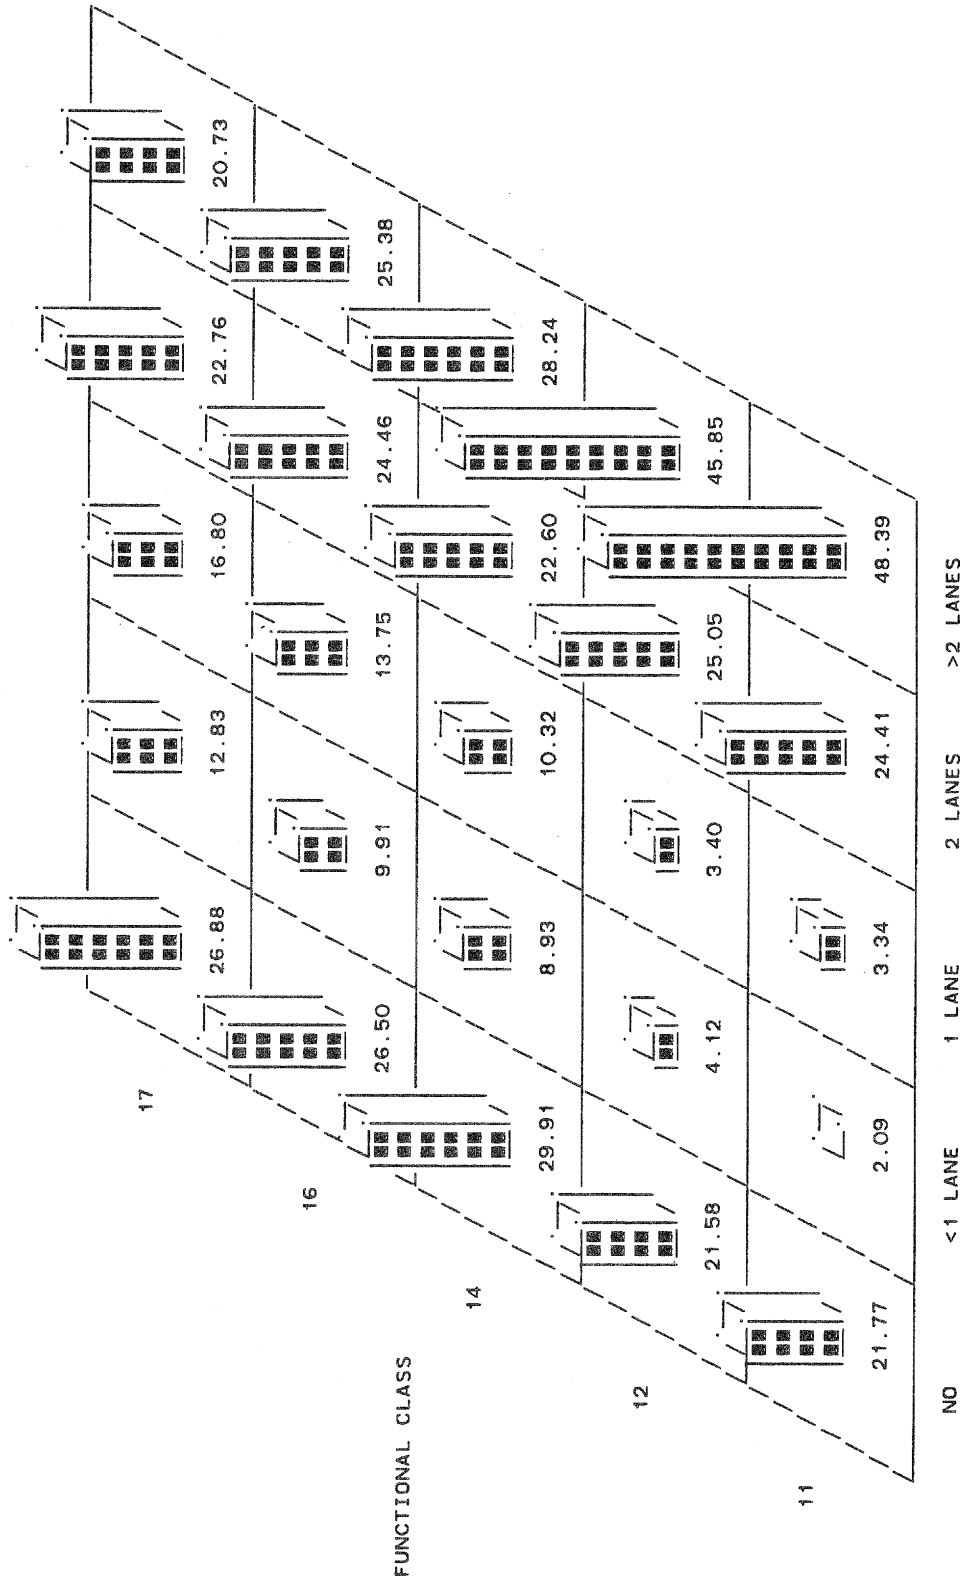 17
26.88 12.83 16.80 22.76 20.73
16
26.50 9.91 13.75 24.46 25.38
FUNCTIONAL CLASS
14
29.91 8.93 10.32 22.60 28.24
12
21.58 4.12 3.40 25.05 45.85
11
21.77 2.09 3.34 24.41 48.39
NO <1 LANE 1 LANE 2 LANES >2 LANES